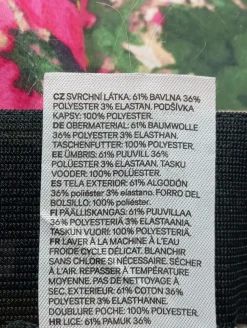 CZ SVRCHNÍ LÁTKA: 61% BAVLNA 36%
POLYESTER 3% ELASTAN. PODŠÍVKA
KAPSY: 100% POLYESTER.
DE OBERMATERIAL: 61% BAUMWOLLE
36% POLYESTER 3% ELASTHAN.
TASCHENFUTTER: 100% POLYESTER.
EE ÜMBRIS: 61% PUUVILL 36%
POLÜESTER 3% ELASTAAN. TASKU
VOODER: 100% POLÜESTER.
ES TELA EXTERIOR: 61% ALGODÓN
36% poliéster 3% elastano. FORRO DEL
BOLSILLO: 100% poliéster.
FI PÄÄLLISKANGAS: 61% PUUVILLAA
36% POLYESTERIÄ 3% ELASTAANIA.
TASKUN VUORI: 100% POLYESTERIÄ.
FR LAVER À LA MACHINE À L'EAU
FROIDE CYCLE DÉLICAT. BLANCHIR
SANS CHLORE SI NÉCESSAIRE. PENDRE
À L'AIR. REPASSER À TEMPÉRATURE
MOYENNE. PAS DE NETTOYAGE À
SEC. EXTERIEUR: 61% COTON 36%
POLYESTER 3% ELASTHANNE.
DOUBLURE POCHE: 100% POLYESTER.
HR LICE: 61% PAMUK 36%